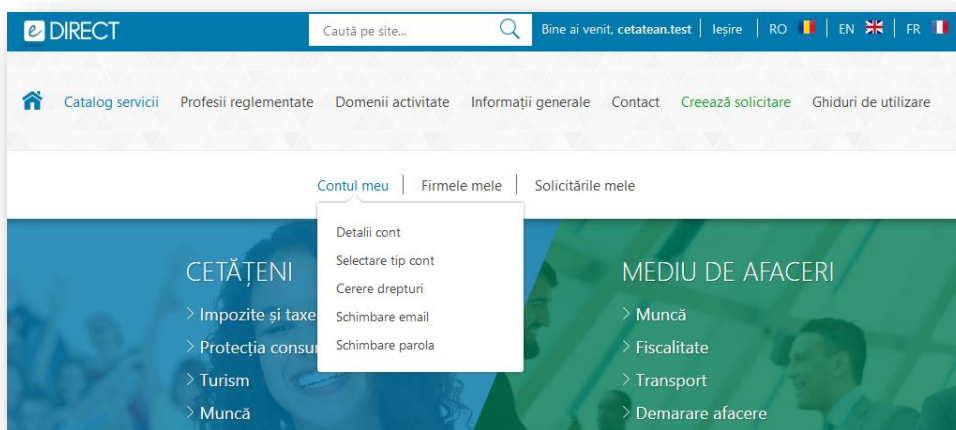 e DIRECT Caută pe site... Bine ai venit, cetatean.test | Ieșire | RO | EN | FR
Catalog servicii Profesii reglementate Domenii activitate Informații generale Contact Creează solicitare Ghiduri de utilizare
Contul meu | Firmele mele | Solicitările mele
Detalii cont
Selectare tip cont
Cerere drepturi
Schimbare email
Schimbare parola
CETĂȚENI
> Impozite și taxe
> Protecția consu
> Turism
> Muncă
MEDIU DE AFACERI
> Muncă
> Fiscalitate
> Transport
> Demarare afacere